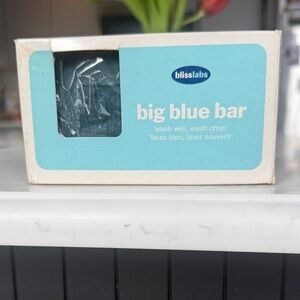 blisslabs
big blue bar
"wash well, wash often"
"lavez bien, lavez souvent"